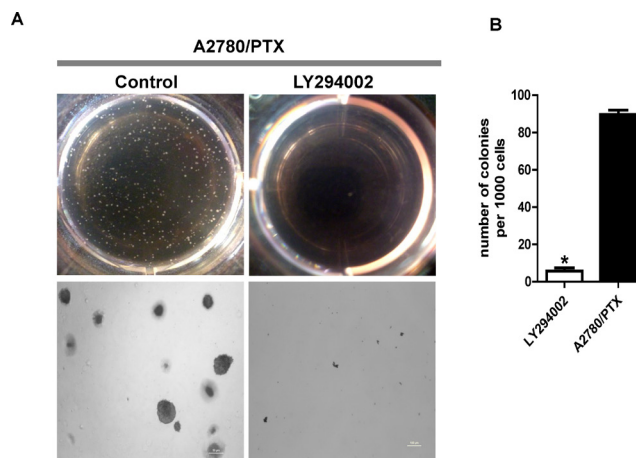 A
A2780/PTX
Control
LY294002
B
number of colonies
per 1000 cells
100
80
60
40
20
0
*
LY294002
A2780/PTX